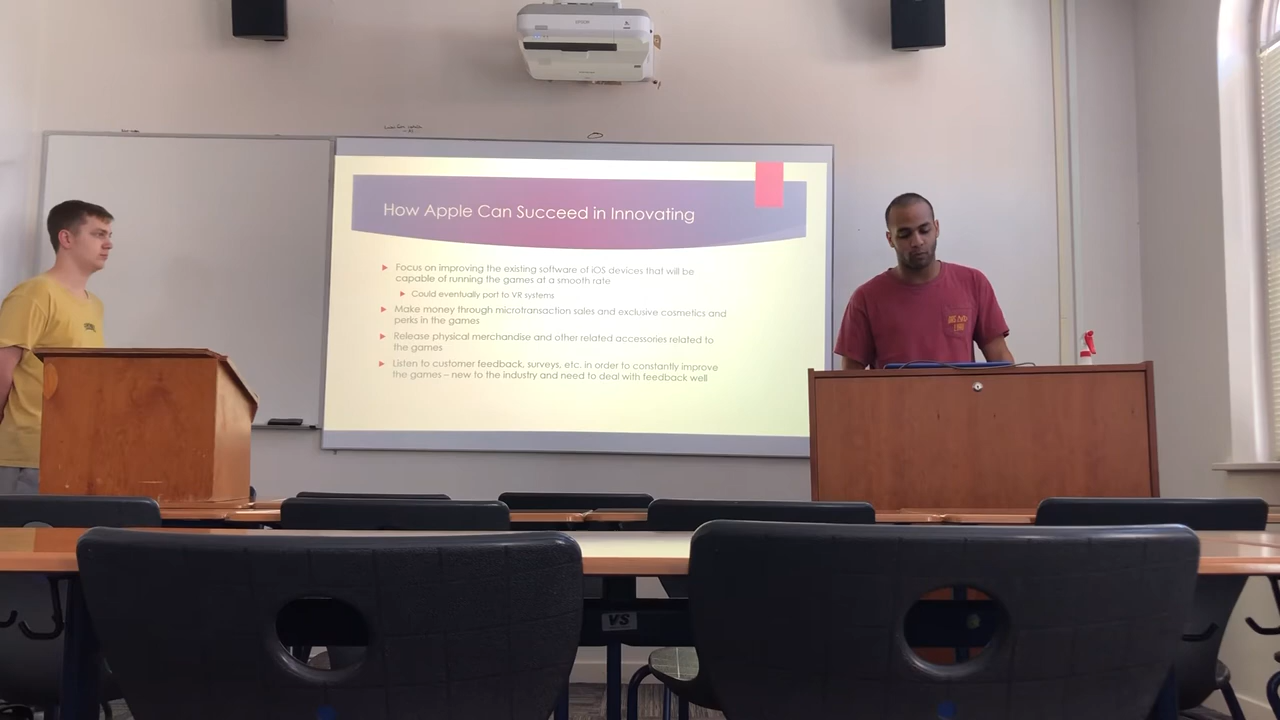 EPSON
How Apple Can Succeed in Innovating
Focus on improving the existing software of iOS devices that will be
capable of running the games at a smooth rate
Could eventually port to VR systems
Make money through microtransaction sales and exclusive cosmetics and
perks in the games
Release physical merchandise and other related accessories related to
the games
Listen to customer feedback, surveys, etc. in order to constantly improve
the games – new to the industry and need to deal with feedback well
VS